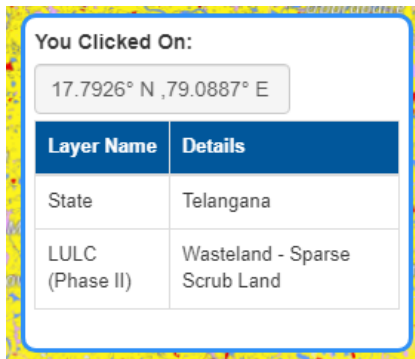 You Clicked On:
17.7926° N ,79.0887° E
Layer Name Details
State Telangana
LULC (Phase II) Wasteland - Sparse Scrub Land